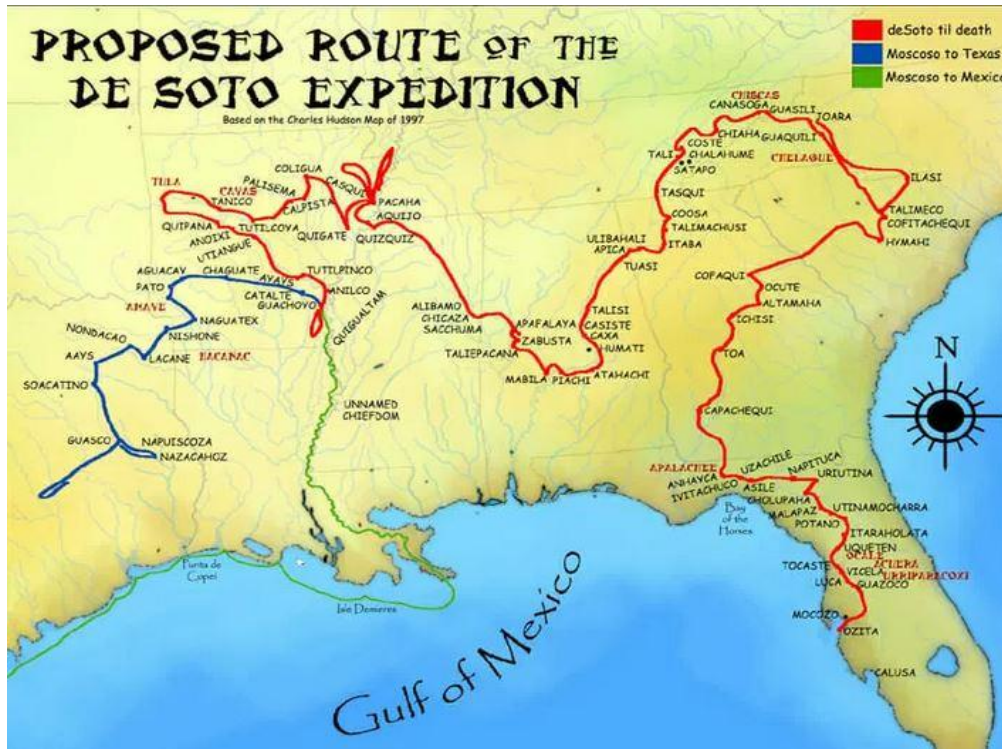 PROPOSED ROUTE OF THE
DE SOTO EXPEDITION
Based on the Charles Hudson Map of 1997
deSoto til death
Moscoso to Texas
Moscoso to Mexico
CHISCAS
CANASOGA
GUASILI
JOARA
COSTE
CHIAHA
GUAQUILI
TALI
CHALAHUME
SATAPO
CHELAQUE
ILASI
TASQUI
TALIMECO
COFITACHEQUI
HYMAHI
COOSA
TALIMACHUSI
ITABA
ULIBAHALI
APICA
TUASI
COFAQUI
OCUTE
ALTAMAHA
ICHISI
TOA
CAPACHEQUI
COLIGUA
CASQUI
TULA
CAYAS
PALISEMA
TANICO
CALPISTA
PACAHA
AQUIJO
QUIPANA
TUTILCOYA
QUIGATE
QUIZQUIZ
ANOIXI
UTIANGUE
AGUACAY
CHAGUATE
AYAYS
TUTILPINCO
PATO
CATALTE
ANILCO
GUACHOYO
AMAYE
QUIGUALTAM
NAGUATEX
NONDACAO
NISHONE
AAYS
LACANE
HACANAC
SOACATINO
GUASCO
NAPUISCOZA
NAZACAHOZ
UNNAMED
CHIEFDOM
ALIBAMO
CHICAZA
SACCHUMA
APAFALAYA
ZABUSTA
TALIEPACANA
TALISI
CASISTE
CAXA
HUMATI
MABILA
PIACHI
ATAHACHI
APALACHEE
UZACHILE
NAPITUCA
ANHAYCA
ASILE
URIUTINA
IVITACHUCO
CHOLUPAHA
MALAPAZ
UTINAMOCHARRA
POTANO
ITARAHOLATA
UQUETEN
OCALE
ACUERA
TOCASTE
VICELA
URRIPARACOXI
LUCA
GUAZOCO
MOCOZO
OZITA
CALUSA
Bay
of the
Horses
Punta de
Copei
Isle Dernieres
Gulf of Mexico
N